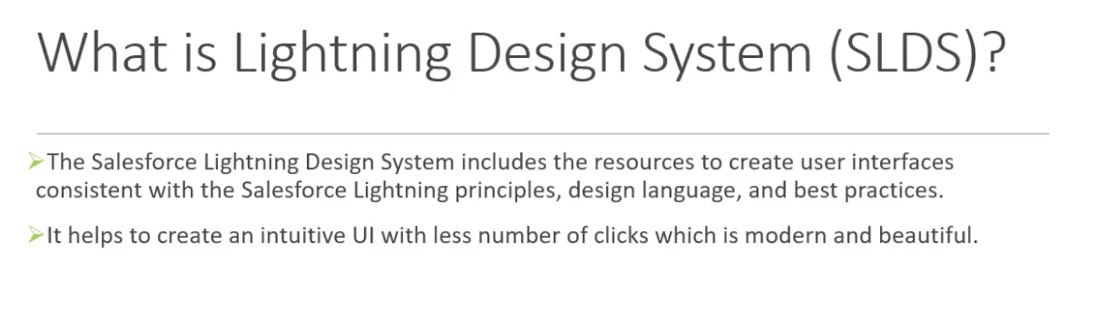 What is Lightning Design System (SLDS)?
➢The Salesforce Lightning Design System includes the resources to create user interfaces
consistent with the Salesforce Lightning principles, design language, and best practices.
➢It helps to create an intuitive UI with less number of clicks which is modern and beautiful.